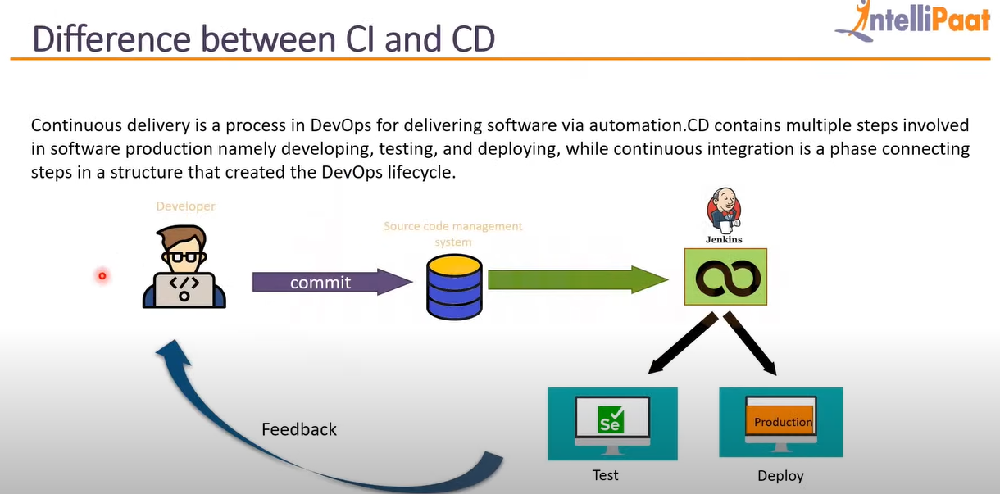 IntelliPaat
Difference between CI and CD
Continuous delivery is a process in DevOps for delivering software via automation.CD contains multiple steps involved
in software production namely developing, testing, and deploying, while continuous integration is a phase connecting
steps in a structure that created the DevOps lifecycle.
Developer
Source code management
system
Jenkins
</>
commit
Se
Production
Feedback
Test
Deploy